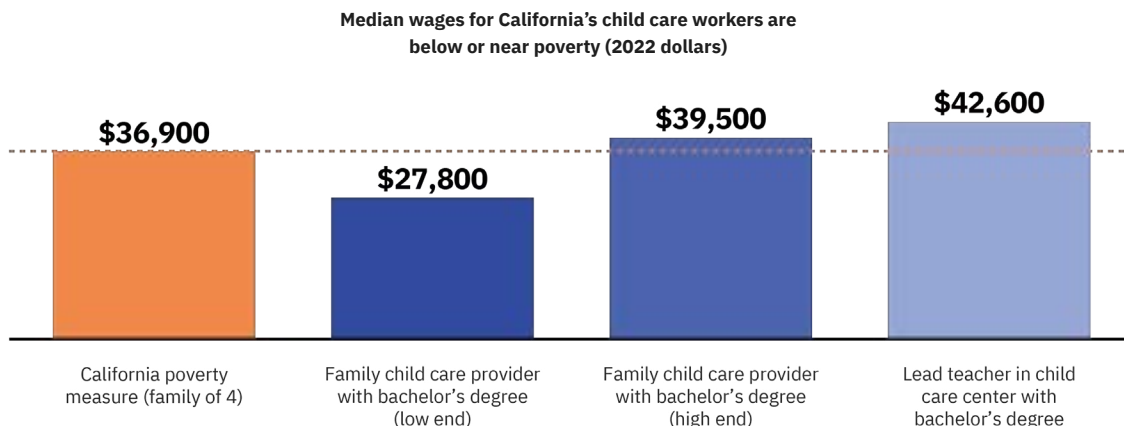 Median wages for California’s child care workers are
below or near poverty (2022 dollars)
$36,900
$27,800
$39,500
$42,600
California poverty
measure (family of 4)
Family child care provider
with bachelor’s degree
(low end)
Family child care provider
with bachelor’s degree
(high end)
Lead teacher in child
care center with
bachelor’s degree